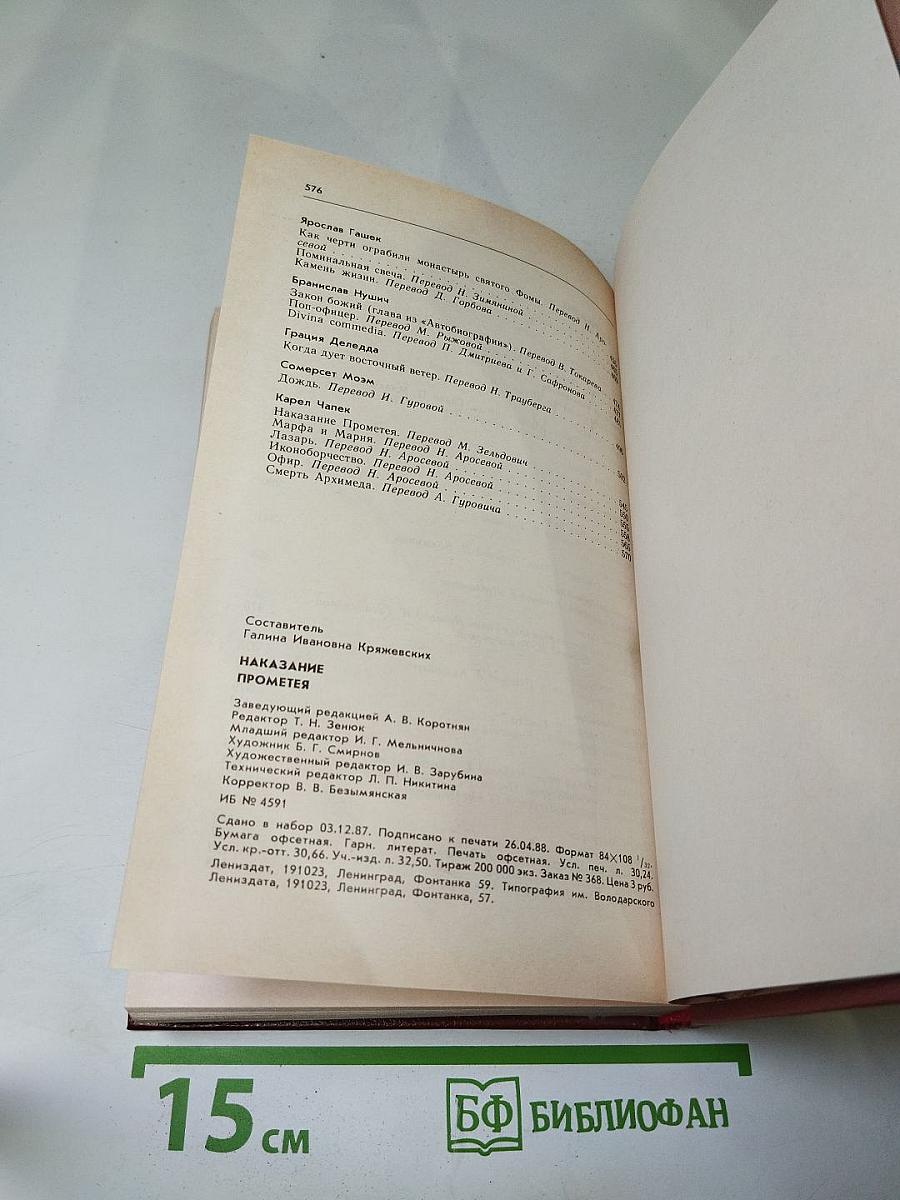 576
Ярослав Гашек
Как черти ограбили монастырь святого Фомы. Перевод Н. Аро-
севой
Поминальная свеча. Перевод Н. Зимяниной
Камень жизни. Перевод Д. Горбова
Бранислав Нушич
Закон божий (глава из «Автобиографии»). Перевод В. Токарева
Поп-офицер. Перевод М. Рыжовой
Divina commedia. Перевод П. Дмитриева и Г. Сафронова
Грация Деледда
Когда дует восточный ветер. Перевод Н. Трауберга
Сомерсет Моэм
Дождь. Перевод И. Гуровой
Карел Чапек
Наказание Прометея. Перевод М. Зельдович
Марфа и Мария. Перевод Н. Аросевой
Лазарь. Перевод Н. Аросевой
Иконоборчество. Перевод Н. Аросевой
Офир. Перевод Н. Аросевой
Смерть Архимеда. Перевод А. Гуровича 570
Составитель
Галина Ивановна Кряжевских
НАКАЗАНИЕ
ПРОМЕТЕЯ
Заведующий редакцией А. В. Коротнян
Редактор Т. Н. Зенюк
Младший редактор И. Г. Мельничнова
Художник Б. Г. Смирнов
Художественный редактор И. В. Зарубина
Технический редактор Л. П. Никитина
Корректор В. В. Безымянская
ИБ № 4591
Сдано в набор 03.12.87. Подписано к печати 26.04.88. Формат 84×108 1/32.
Бумага офсетная. Гарн. литерат. Печать офсетная. Усл. печ. л. 30,24.
Усл. кр.-отт. 30,66. Уч.-изд. л. 32,50. Тираж 200 000 экз. Заказ № 368. Цена 3 руб.
Лениздат, 191023, Ленинград, Фонтанка 59. Типография им. Володарского
Лениздата, 191023, Ленинград, Фонтанка, 57.
15 см
БФ БИБЛИОФАН